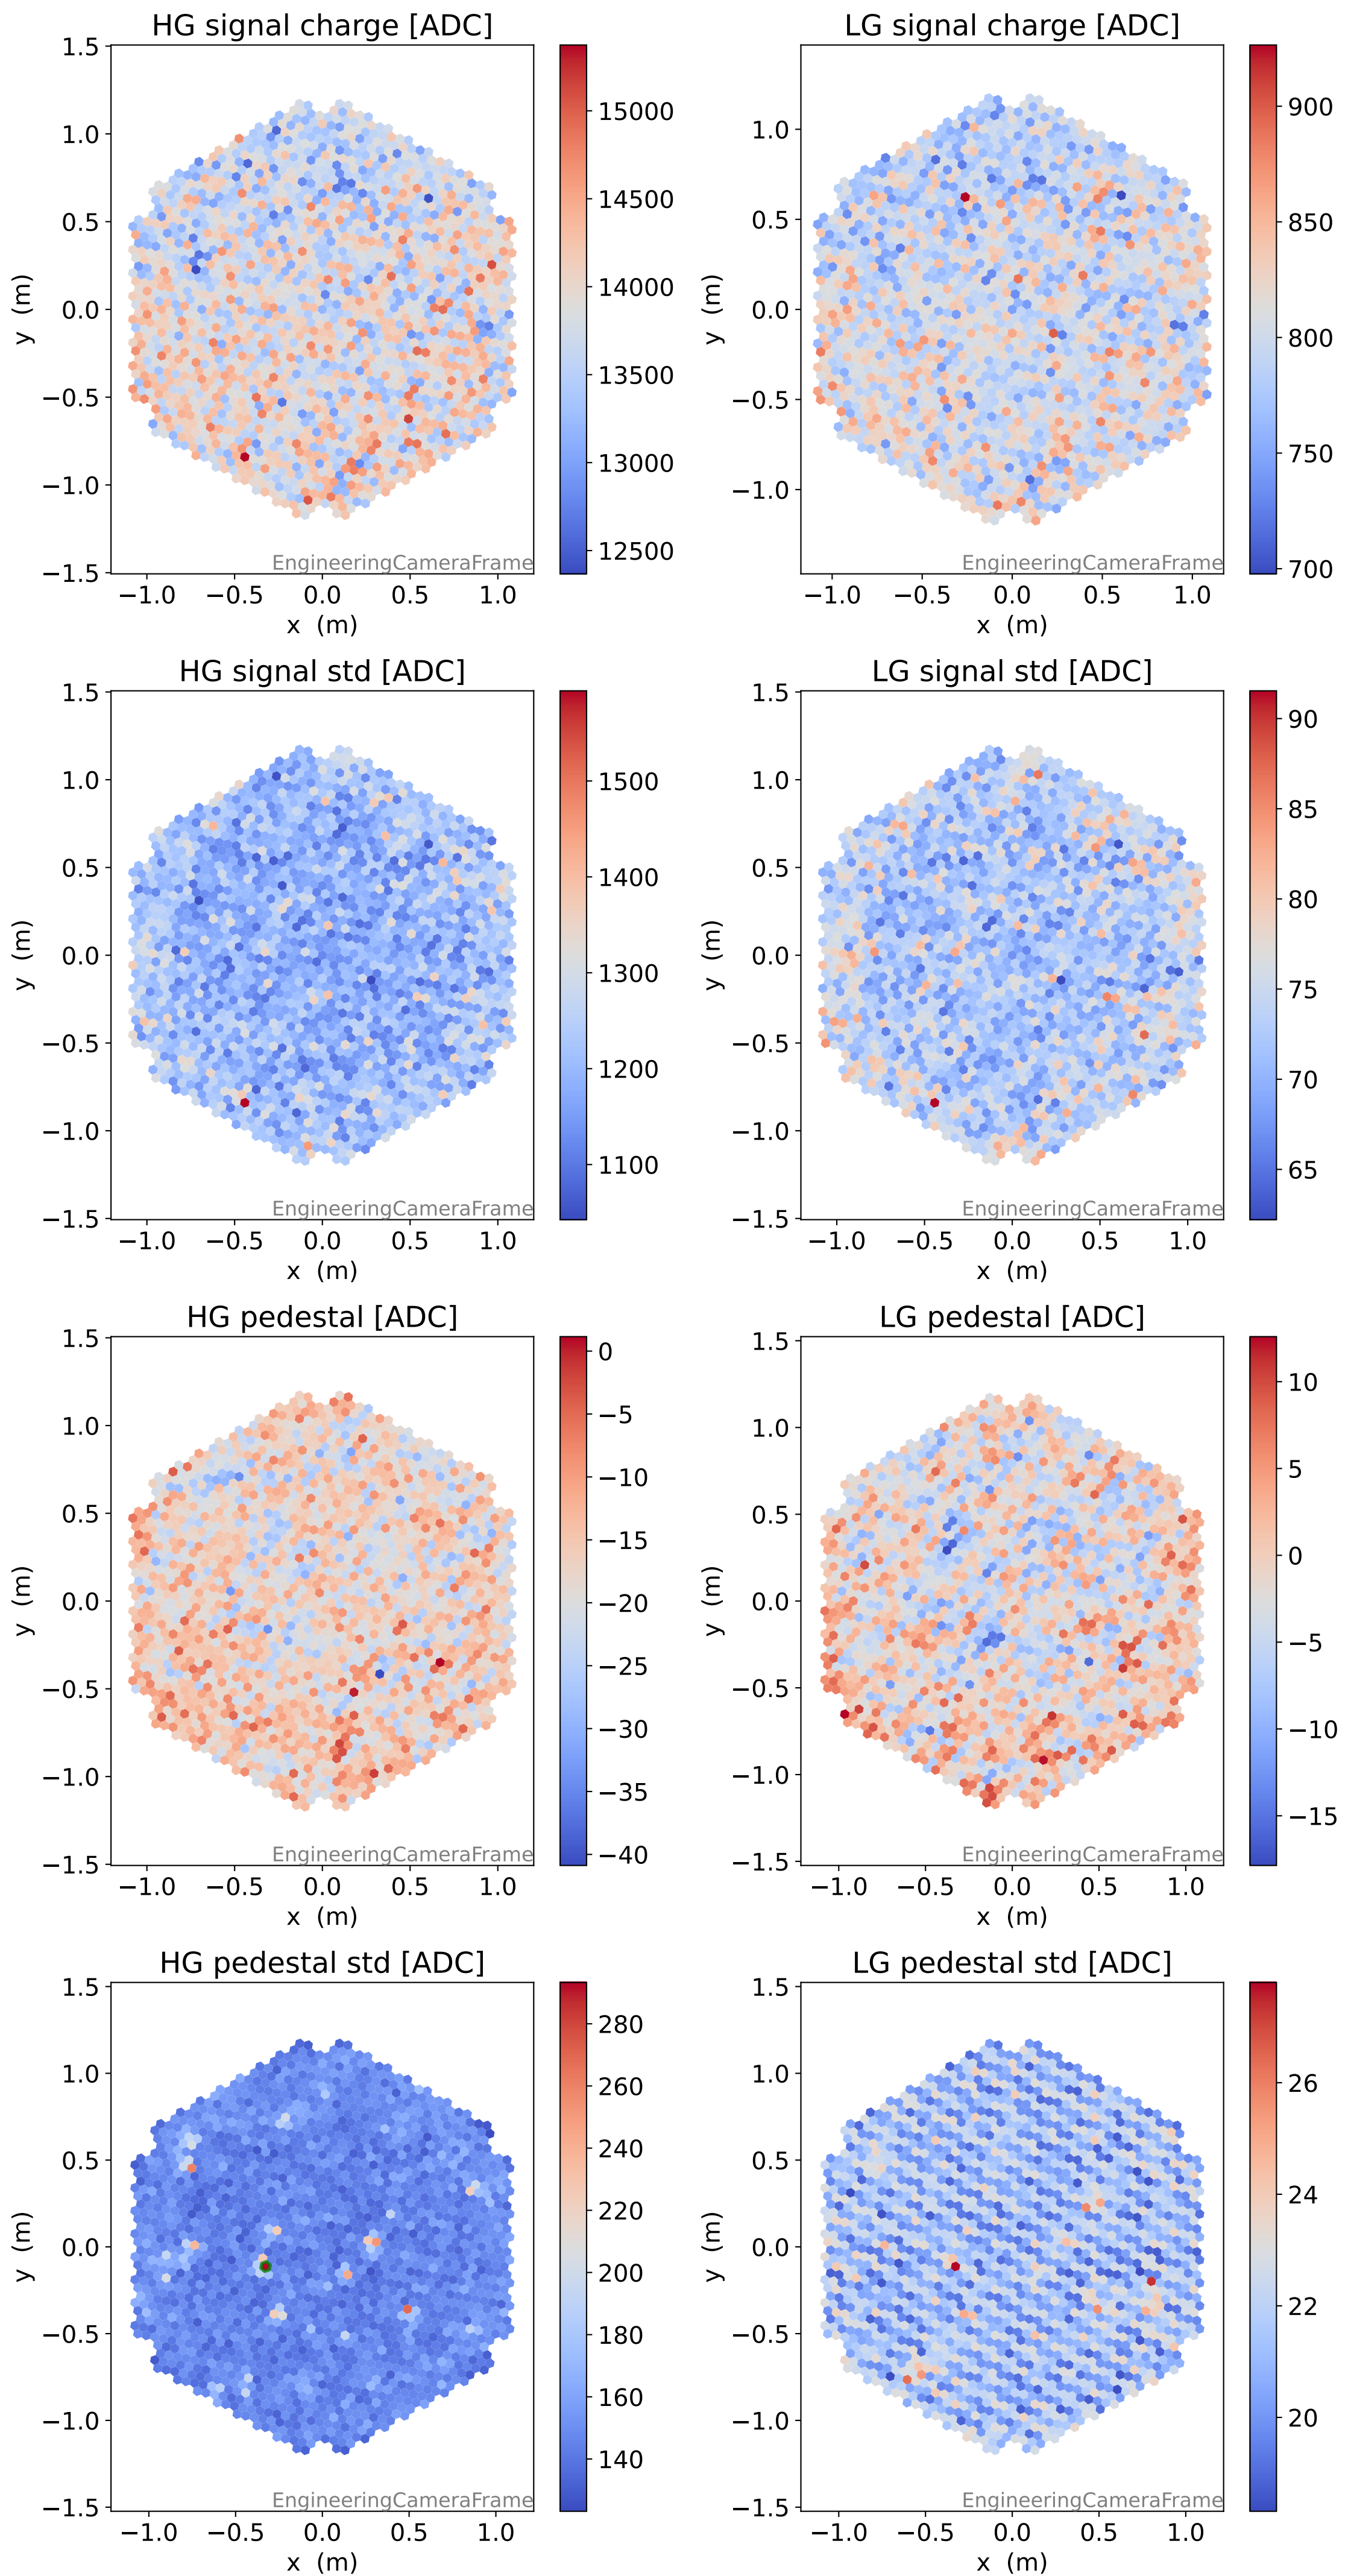 HG signal charge [ADC]
LG signal charge [ADC]
1.5
1.0
0.5
0.0
−0.5
−1.0
−1.5
y (m)
−1.0 −0.5 0.0 0.5 1.0
x (m)
EngineeringCameraFrame
15000
14500
14000
13500
13000
12500
1.0
0.5
0.0
−0.5
−1.0
y (m)
−1.0 −0.5 0.0 0.5 1.0
x (m)
EngineeringCameraFrame
900
850
800
750
700
HG signal std [ADC]
LG signal std [ADC]
1.5
1.0
0.5
0.0
−0.5
−1.0
−1.5
y (m)
−1.0 −0.5 0.0 0.5 1.0
x (m)
EngineeringCameraFrame
1500
1400
1300
1200
1100
1.5
1.0
0.5
0.0
−0.5
−1.0
−1.5
y (m)
−1.0 −0.5 0.0 0.5 1.0
x (m)
EngineeringCameraFrame
90
85
80
75
70
65
HG pedestal [ADC]
LG pedestal [ADC]
1.5
1.0
0.5
0.0
−0.5
−1.0
−1.5
y (m)
−1.0 −0.5 0.0 0.5 1.0
x (m)
EngineeringCameraFrame
0
−5
−10
−15
−20
−25
−30
−35
−40
1.5
1.0
0.5
0.0
−0.5
−1.0
−1.5
y (m)
−1.0 −0.5 0.0 0.5 1.0
x (m)
EngineeringCameraFrame
10
5
0
−5
−10
−15
HG pedestal std [ADC]
LG pedestal std [ADC]
1.5
1.0
0.5
0.0
−0.5
−1.0
−1.5
y (m)
−1.0 −0.5 0.0 0.5 1.0
x (m)
EngineeringCameraFrame
280
260
240
220
200
180
160
140
1.5
1.0
0.5
0.0
−0.5
−1.0
−1.5
y (m)
−1.0 −0.5 0.0 0.5 1.0
x (m)
EngineeringCameraFrame
26
24
22
20